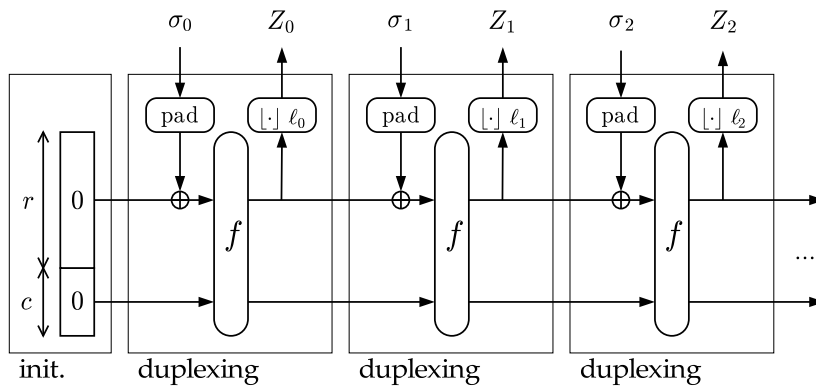 σ₀ Z₀ σ₁ Z₁ σ₂ Z₂
pad ⌊·⌋ ℓ₀ pad ⌊·⌋ ℓ₁ pad ⌊·⌋ ℓ₂
r 0
f f f
...
c 0
init. duplexing duplexing duplexing